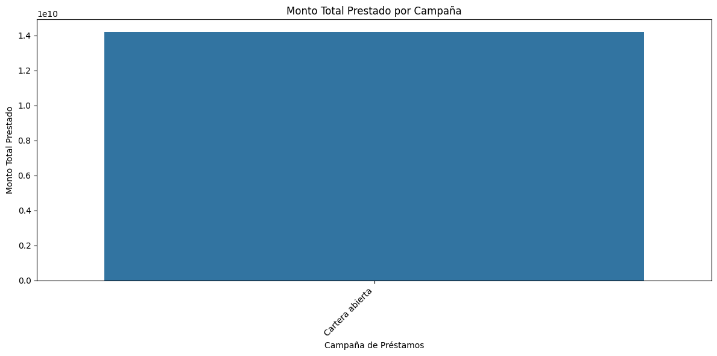 Monto Total Prestado por Campaña
1e10
1.4
1.2
1.0
0.8
0.6
0.4
0.2
0.0
Monto Total Prestado
Cartera abierta
Campaña de Préstamos